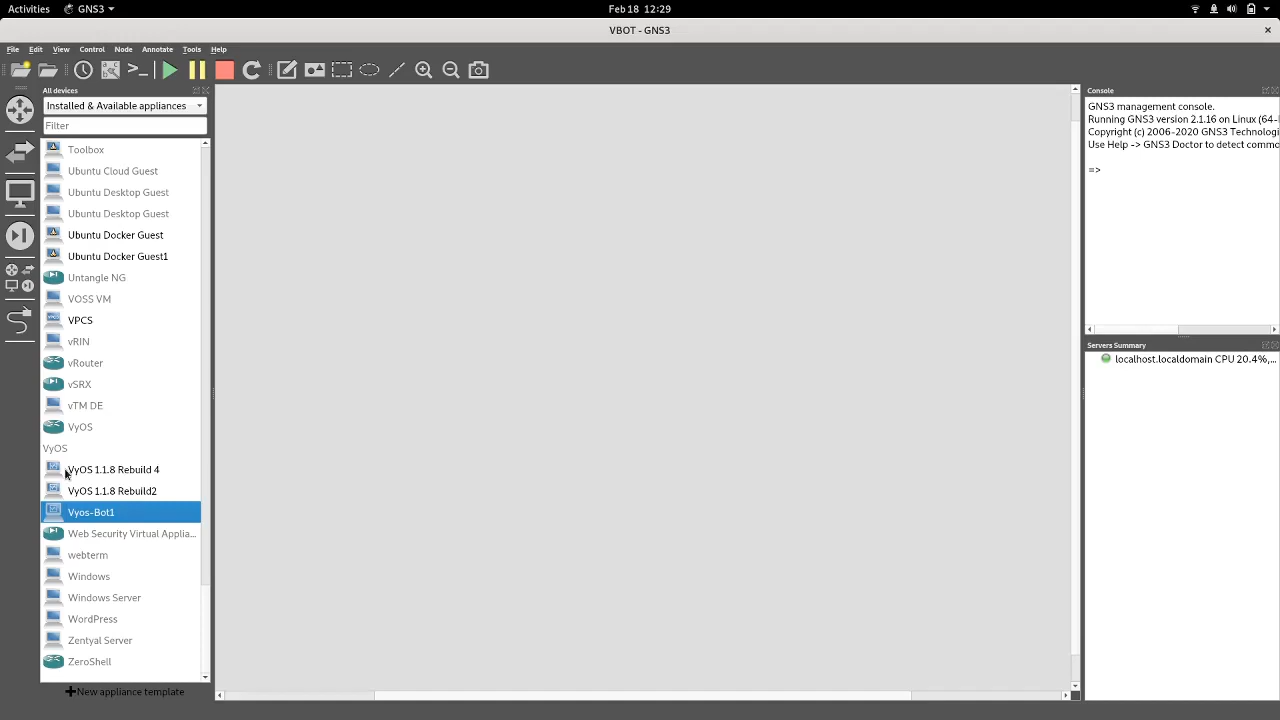 Activities GNS3 Feb 18 12:29
VBOT - GNS3
File Edit View Control Node Annotate Tools Help
All devices
Installed & Available appliances
Filter
Toolbox
Ubuntu Cloud Guest
Ubuntu Desktop Guest
Ubuntu Desktop Guest
Ubuntu Docker Guest
Ubuntu Docker Guest1
Untangle NG
VOSS VM
VPCS
vRIN
vRouter
vSRX
vTM DE
VyOS
VyOS
VyOS 1.1.8 Rebuild 4
VyOS 1.1.8 Rebuild2
Vyos-Bot1
Web Security Virtual Applia...
webterm
Windows
Windows Server
WordPress
Zentyal Server
ZeroShell
New appliance template
Console
GNS3 management console.
Running GNS3 version 2.1.16 on Linux (64-
Copyright (c) 2006-2020 GNS3 Technologi
Use Help -> GNS3 Doctor to detect commo
=>
Servers Summary
localhost.localdomain CPU 20.4%,...